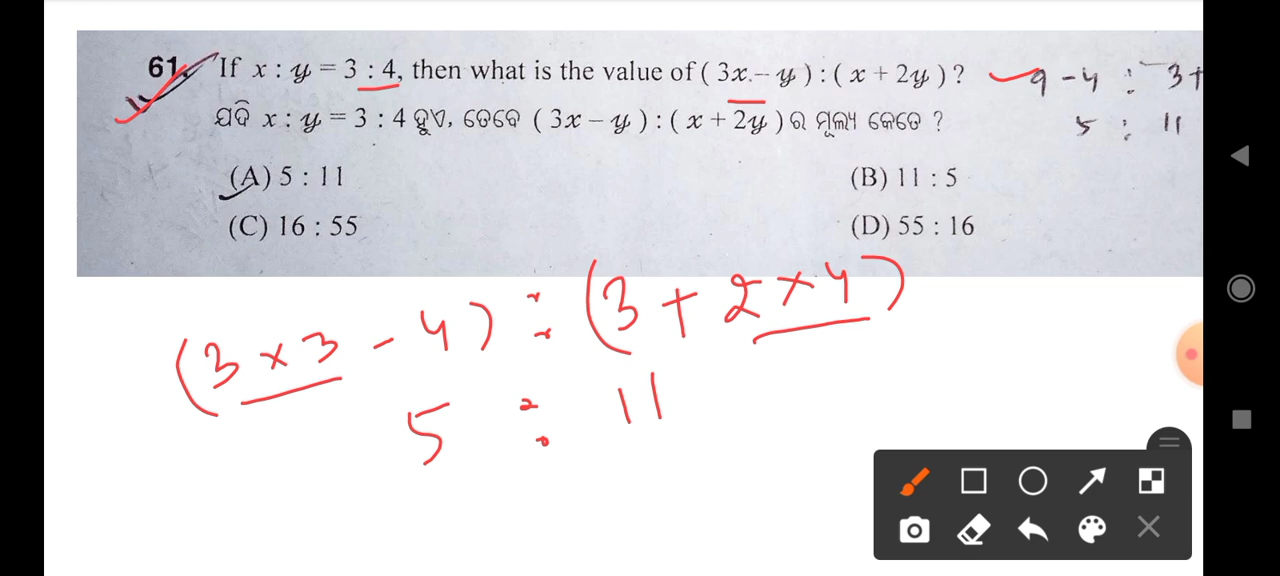 61. If x : y = 3 : 4, then what is the value of ( 3x – y ) : ( x + 2y ) ? 9 - 4 : 3+
ଯଦି x : y = 3 : 4 ହୁଏ, ତେବେ ( 3x – y ) : ( x + 2y ) ର ମୂଲ୍ୟ କେତେ ? 5 : 11
(A) 5 : 11 (B) 11 : 5
(C) 16 : 55 (D) 55 : 16
(3 × 3 - 4) : (3 + 2 × 4)
5 : 11